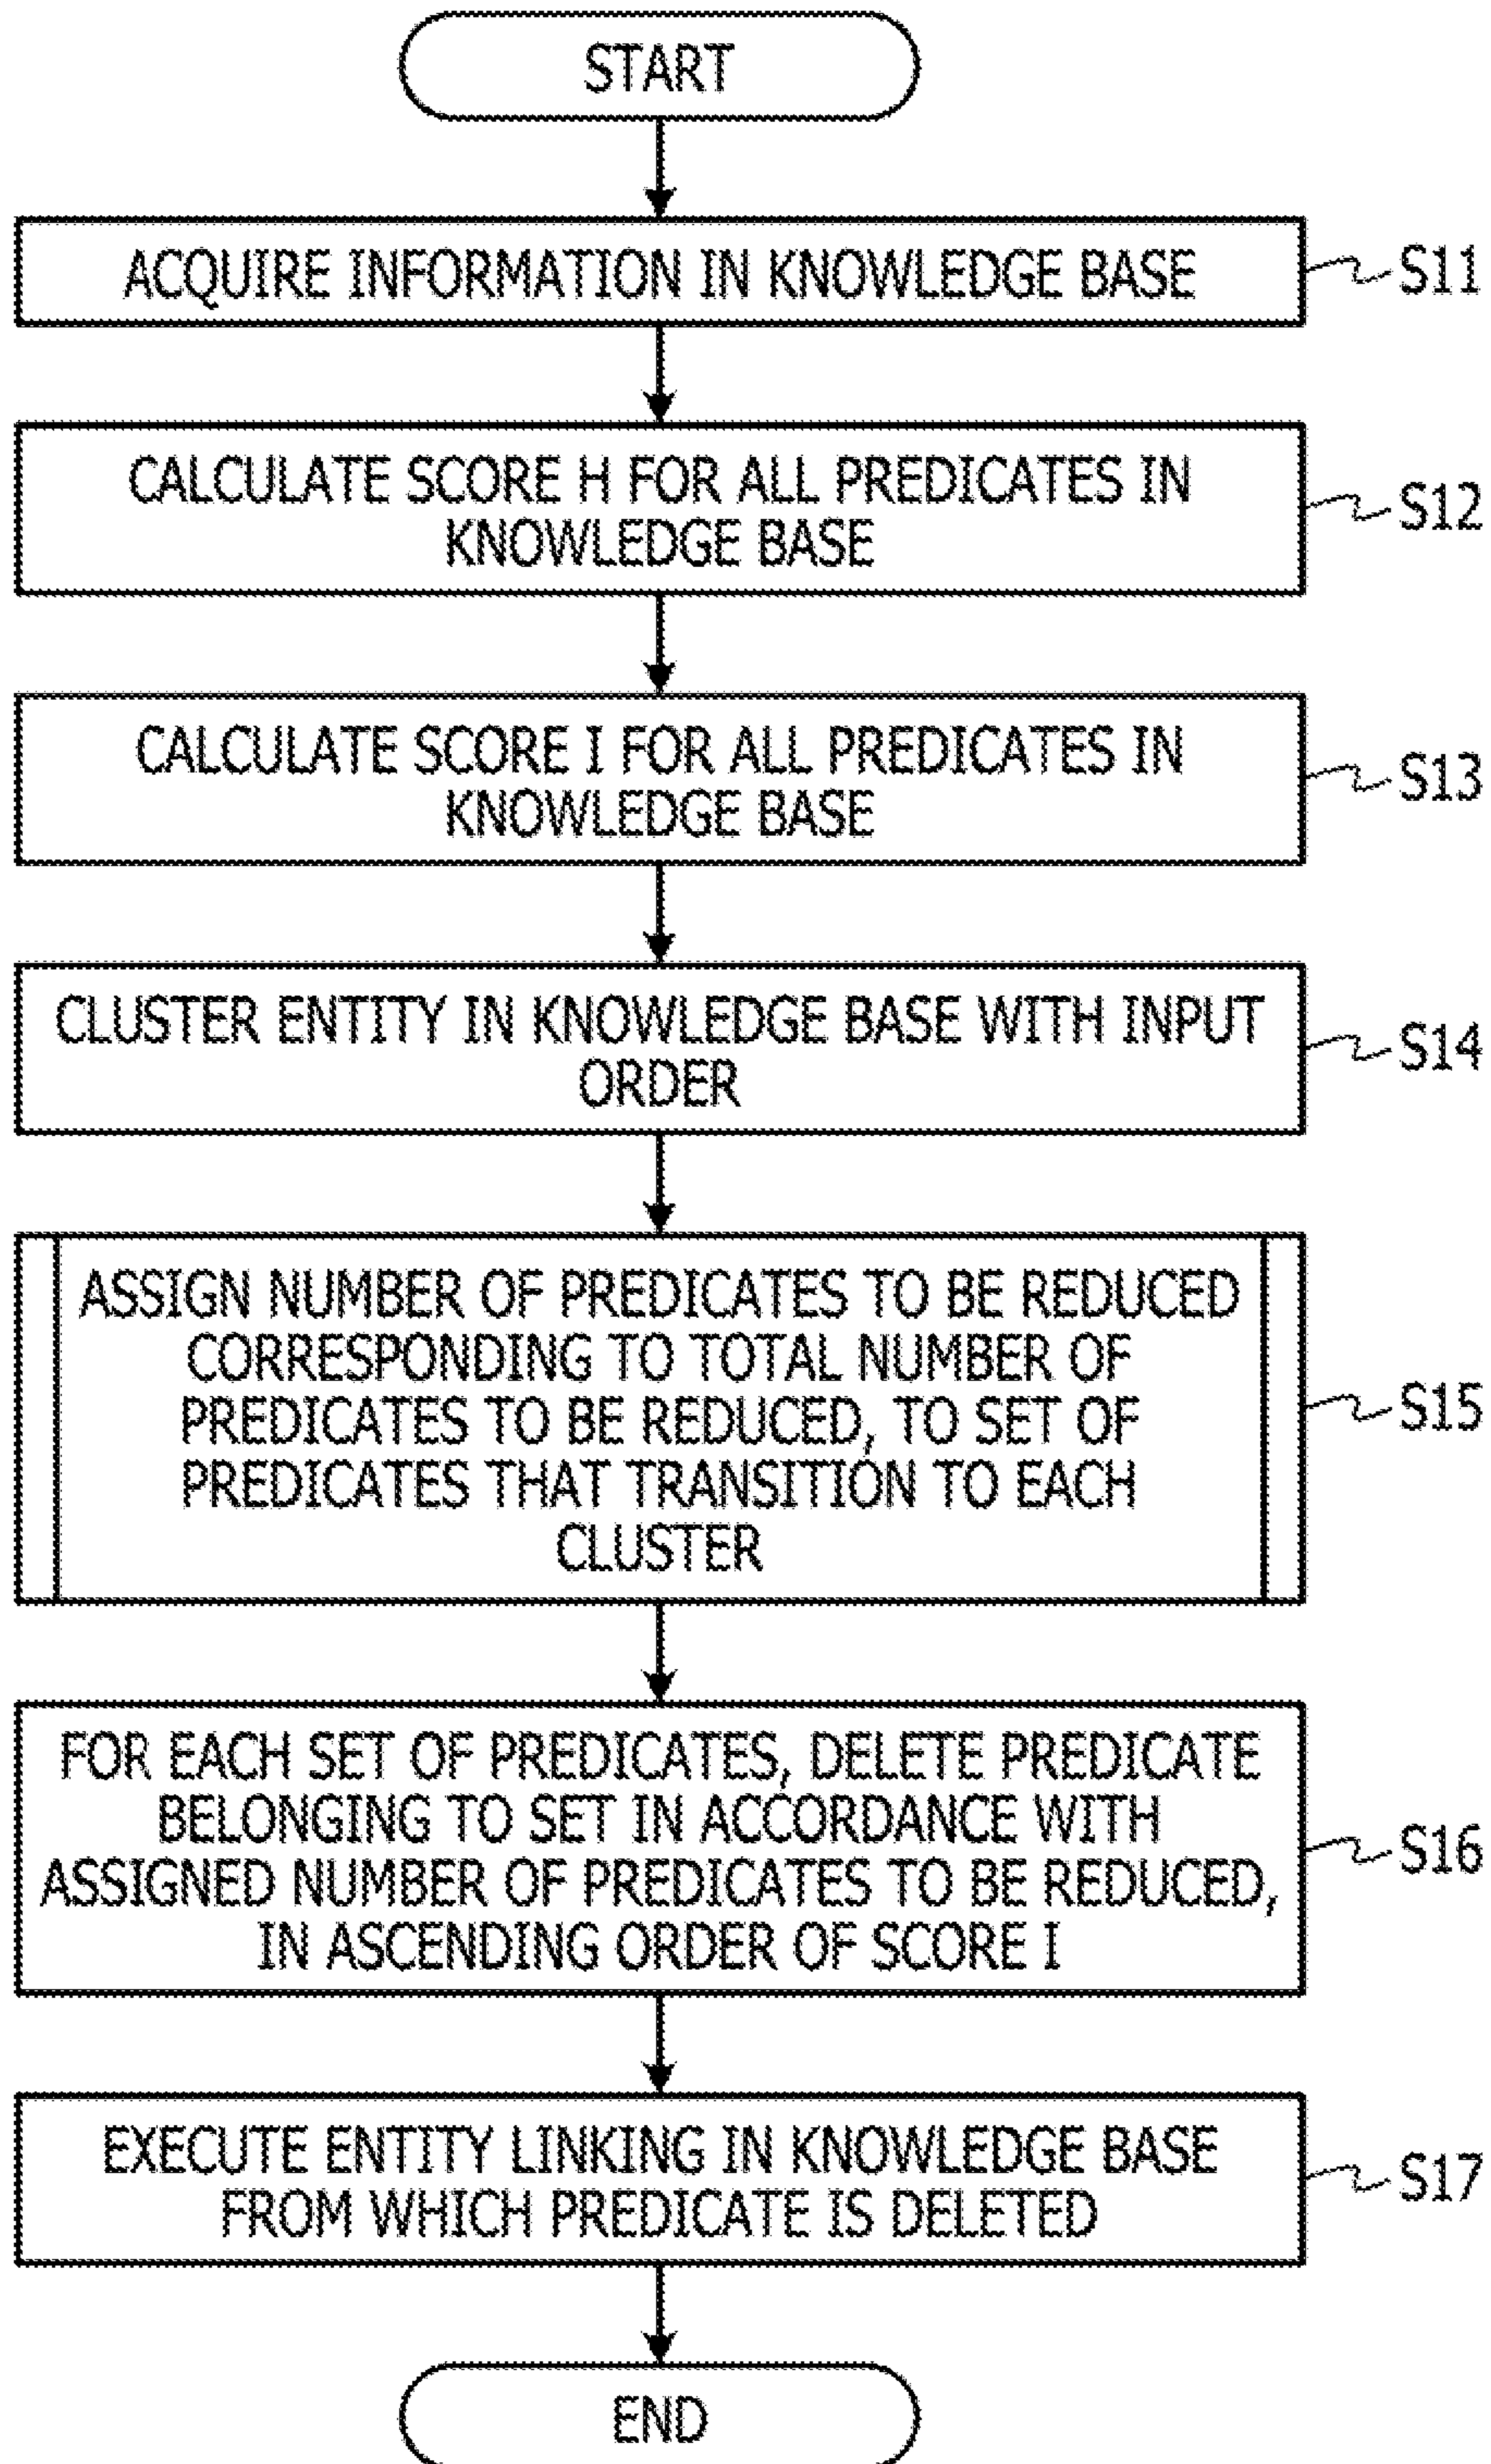 START
ACQUIRE INFORMATION IN KNOWLEDGE BASE
S11
CALCULATE SCORE H FOR ALL PREDICATES IN
KNOWLEDGE BASE
S12
CALCULATE SCORE I FOR ALL PREDICATES IN
KNOWLEDGE BASE
S13
CLUSTER ENTITY IN KNOWLEDGE BASE WITH INPUT
ORDER
S14
ASSIGN NUMBER OF PREDICATES TO BE REDUCED
CORRESPONDING TO TOTAL NUMBER OF
PREDICATES TO BE REDUCED, TO SET OF
PREDICATES THAT TRANSITION TO EACH
CLUSTER
S15
FOR EACH SET OF PREDICATES, DELETE PREDICATE
BELONGING TO SET IN ACCORDANCE WITH
ASSIGNED NUMBER OF PREDICATES TO BE REDUCED,
IN ASCENDING ORDER OF SCORE I
S16
EXECUTE ENTITY LINKING IN KNOWLEDGE BASE
FROM WHICH PREDICATE IS DELETED
S17
END